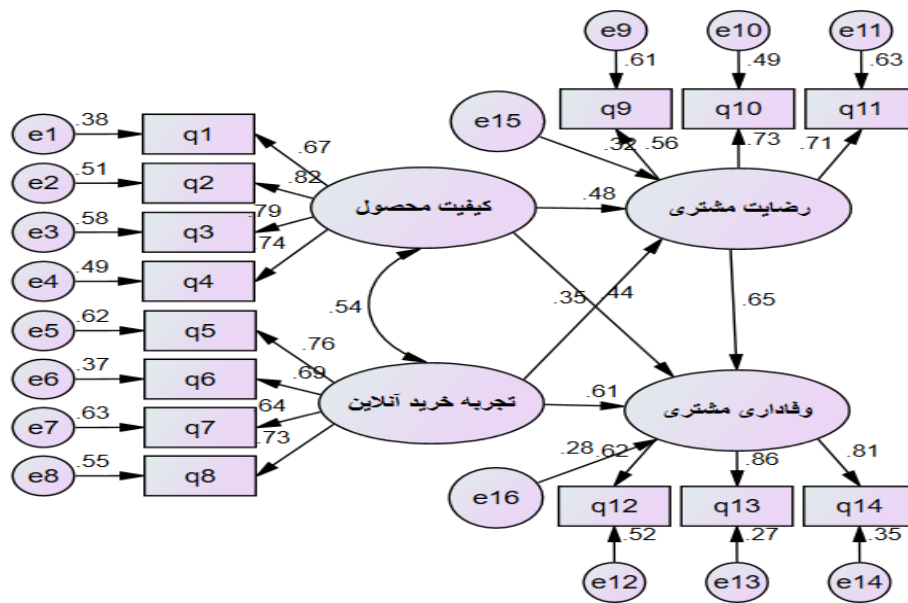 e9 e10 e11
.61 .49 .63
q9 q10 q11
e15 .32 .56 .73 .71
e1 .38 q1 .67
e2 .51 q2 .82
e3 .58 q3 .79
e4 .49 q4 .74
کیفیت محصول .48 رضایت مشتری
.54 .35 .44 .65
e5 .62 q5 .76
e6 .37 q6 .69
e7 .63 q7 .64
e8 .55 q8 .73
تجربه خرید آنلاین .61 وفاداری مشتری
e16 .28 .62 .86 .81
q12 q13 q14
.52 .27 .35
e12 e13 e14